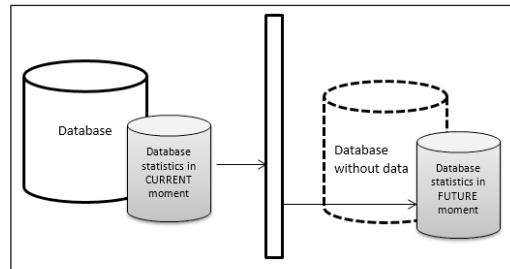 Database
Database
statistics in
CURRENT
moment
Database
without data
Database
statistics in
FUTURE
moment